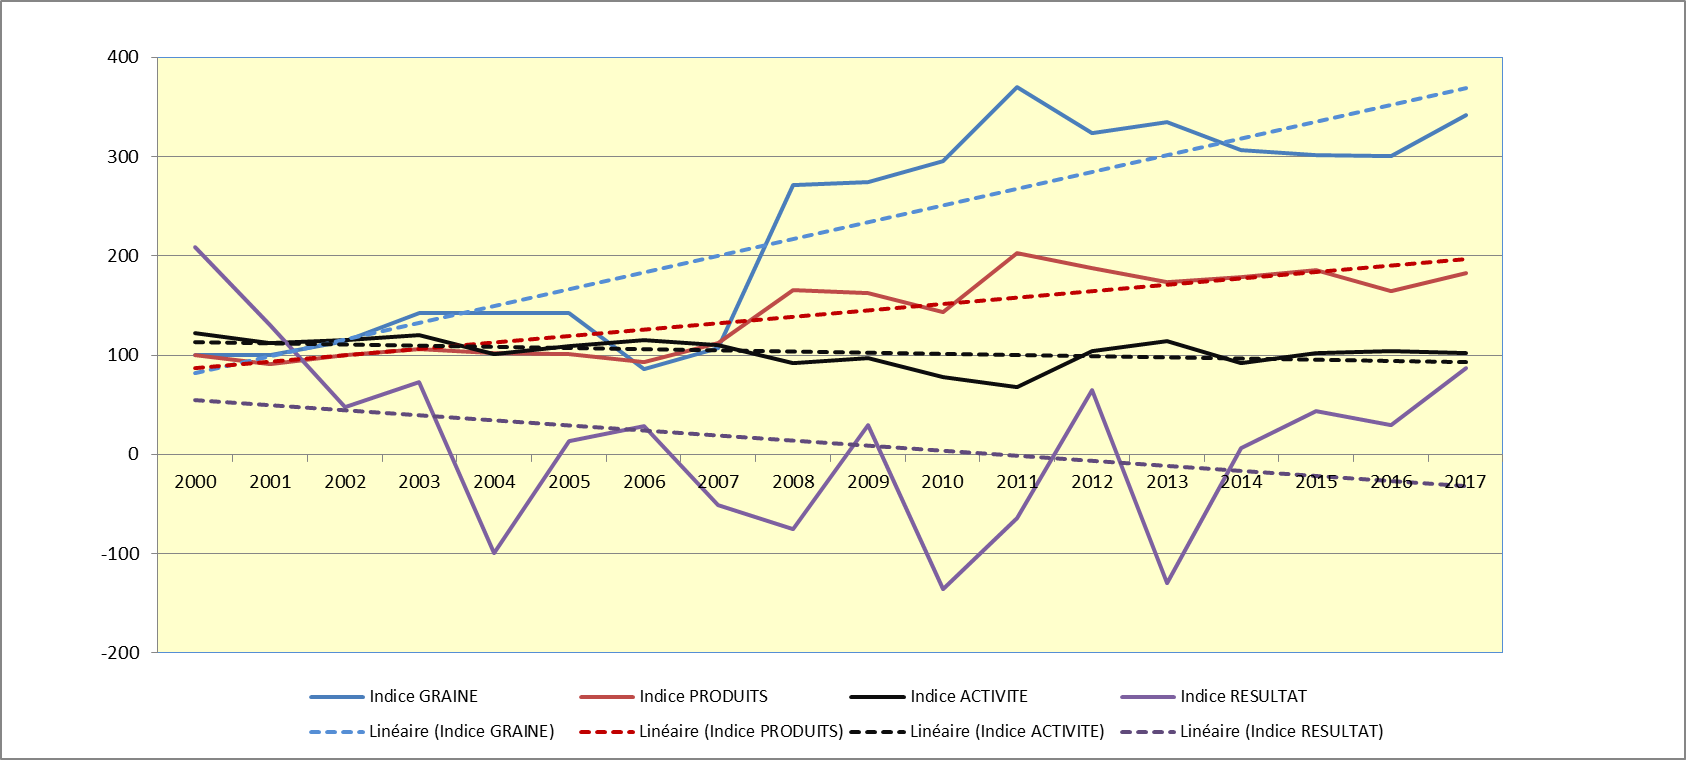 400
300
200
100
0
2000 2001 2002 2003 2004 2005 2006 2007 2008 2009 2010 2011 2012 2013 2014 2015 2016 2017
-100
-200
Indice GRAINE Indice PRODUITS Indice ACTIVITE Indice RESULTAT
Linéaire (Indice GRAINE) Linéaire (Indice PRODUITS) Linéaire (Indice ACTIVITE) Linéaire (Indice RESULTAT)